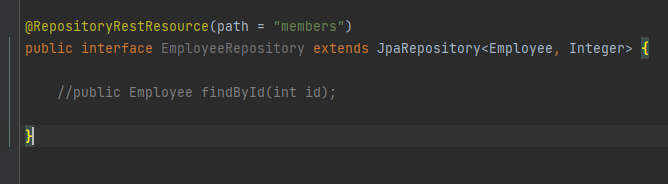 @RepositoryRestResource(path = "members")
public interface EmployeeRepository extends JpaRepository<Employee, Integer> {
//public Employee findById(int id);
}